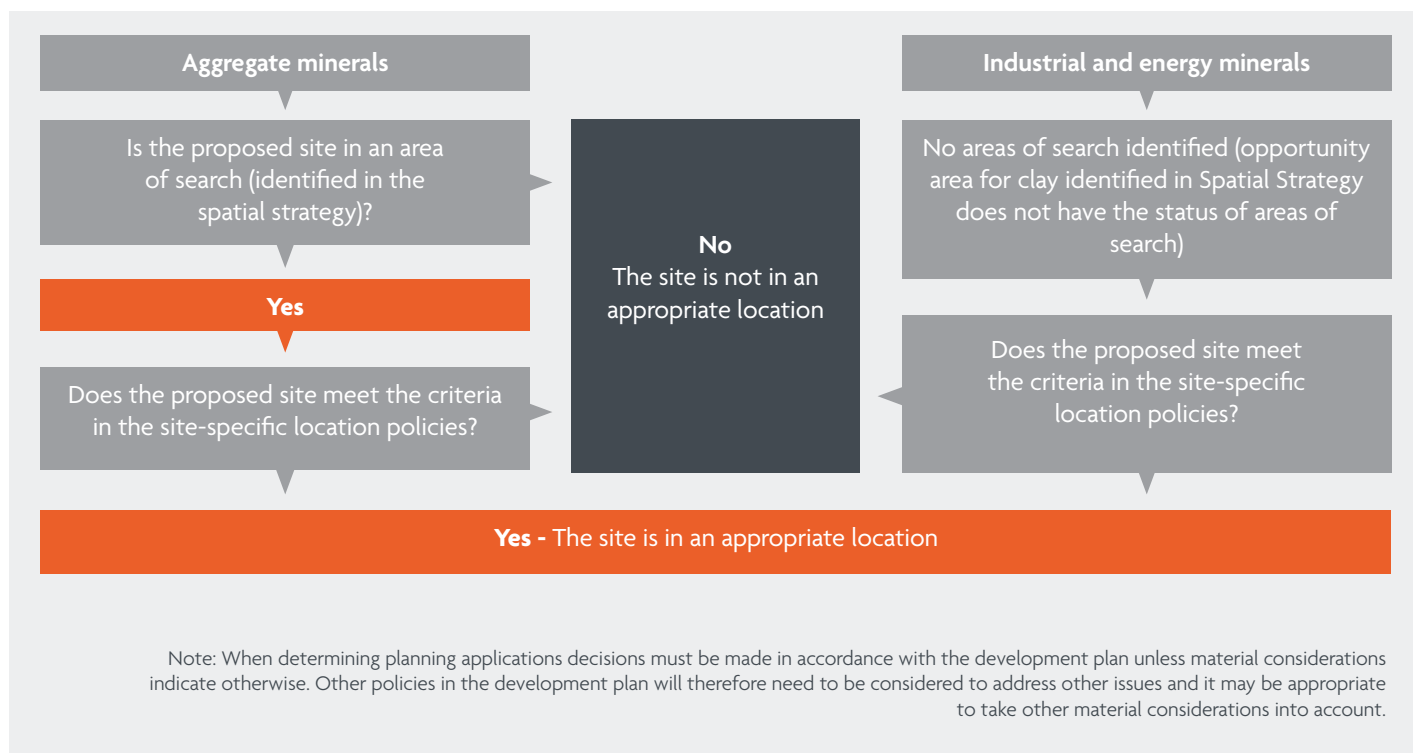 Aggregate minerals
Is the proposed site in an area
of search (identified in the
spatial strategy)?
Yes
Does the proposed site meet the criteria
in the site-specific location policies?
No
The site is not in an
appropriate location
Industrial and energy minerals
No areas of search identified (opportunity
area for clay identified in Spatial Strategy
does not have the status of areas of
search)
Does the proposed site meet
the criteria in the site-specific
location policies?
Yes - The site is in an appropriate location
Note: When determining planning applications decisions must be made in accordance with the development plan unless material considerations
indicate otherwise. Other policies in the development plan will therefore need to be considered to address other issues and it may be appropriate
to take other material considerations into account.